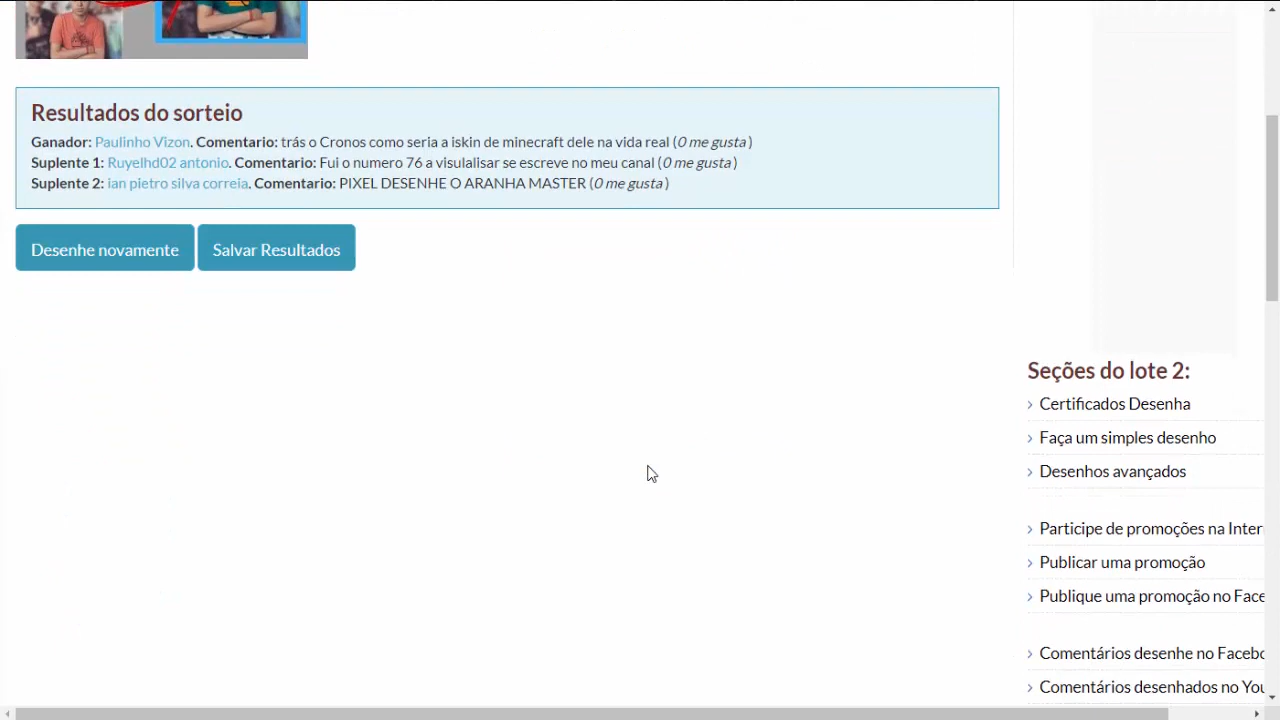 Resultados do sorteio
Ganador: Paulinho Vizon. Comentario: trás o Cronos como seria a iskin de minecraft dele na vida real (0 me gusta )
Suplente 1: Ruyelhd02 antonio. Comentario: Fui o numero 76 a visulalisar se escreve no meu canal (0 me gusta )
Suplente 2: ian pietro silva correia. Comentario: PIXEL DESENHE O ARANHA MASTER (0 me gusta )
Desenhe novamente Salvar Resultados
Seções do lote 2:
Certificados Desenha
Faça um simples desenho
Desenhos avançados
Participe de promoções na Inter
Publicar uma promoção
Publique uma promoção no Face
Comentários desenhe no Facebo
Comentários desenhados no You